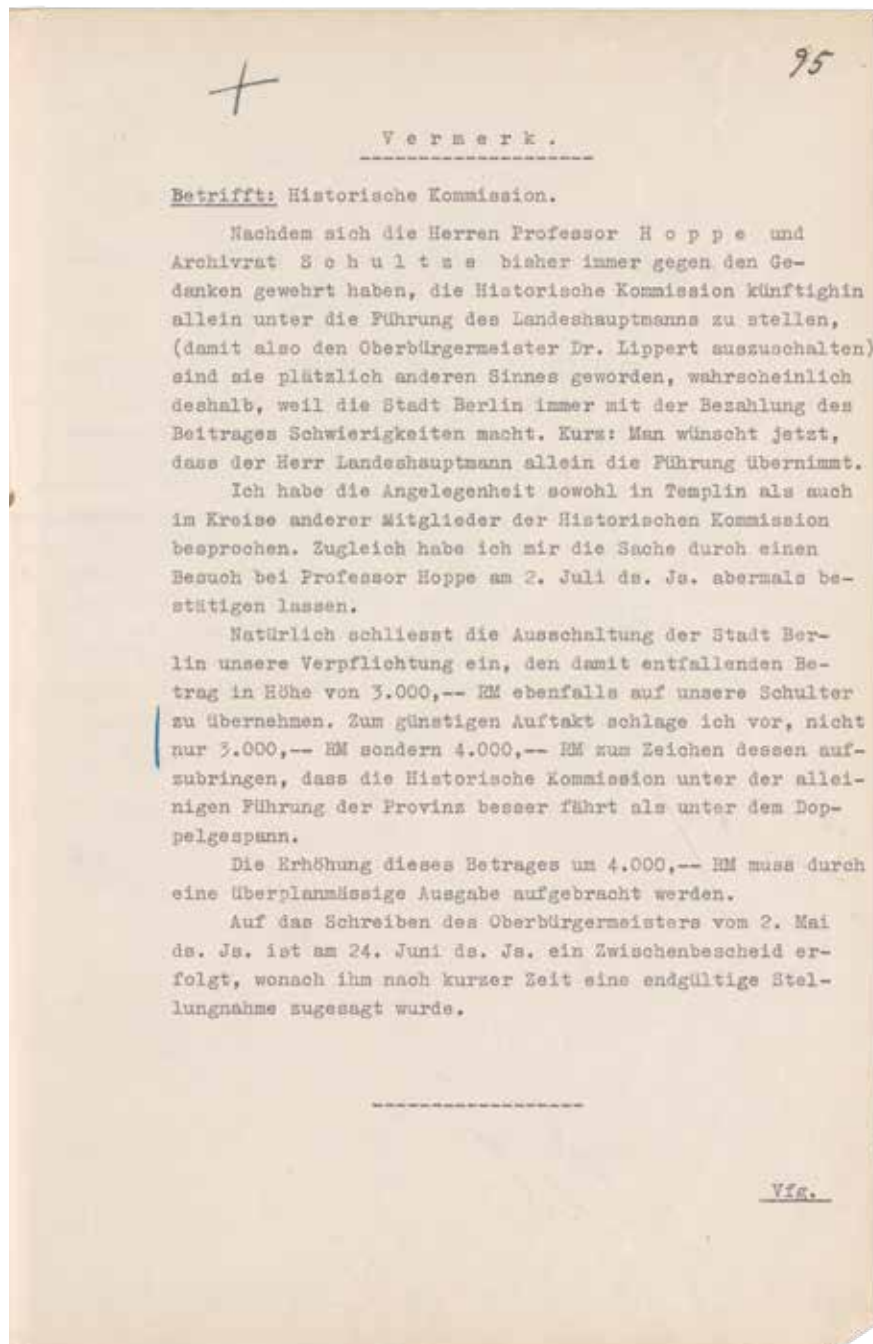 95
V e r m e r k .
Betrifft: Historische Kommission.
Nachdem sich die Herren Professor H o p p e und
Archivrat S c h u l t z e bisher immer gegen den Ge-
danken gewehrt haben, die Historische Kommission künftighin
allein unter die Führung des Landeshauptmanns zu stellen,
(damit also den Oberbürgermeister Dr. Lippert auszuschalten)
sind sie plätzlich anderen Sinnes geworden, wahrscheinlich
deshalb, weil die Stadt Berlin immer mit der Bezahlung des
Beitrages Schwierigkeiten macht. Kurz: Man wünscht jetzt,
dass der Herr Landeshauptmann allein die Führung übernimmt.
Ich habe die Angelegenheit sowohl in Templin als auch
im Kreise anderer Mitglieder der Historischen Kommission
besprochen. Zugleich habe ich mir die Sache durch einen
Besuch bei Professor Hoppe am 2. Juli ds. Js. abermals be-
stätigen lassen.
Natürlich schliesst die Ausschaltung der Stadt Ber-
lin unsere Verpflichtung ein, den damit entfallenden Be-
trag in Höhe von 3.000,-- RM ebenfalls auf unsere Schulter
zu übernehmen. Zum günstigen Auftakt schlage ich vor, nicht
nur 3.000,-- RM sondern 4.000,-- RM zum Zeichen dessen auf-
zubringen, dass die Historische Kommission unter der allei-
nigen Führung der Provinz besser fährt als unter dem Dop-
pelgespann.
Die Erhöhung dieses Betrages um 4.000,-- RM muss durch
eine überplanmässige Ausgabe aufgebracht werden.
Auf das Schreiben des Oberbürgermeisters vom 2. Mai
ds. Js. ist am 24. Juni ds. Js. ein Zwischenbescheid er-
folgt, wonach ihm nach kurzer Zeit eine endgültige Stel-
lungnahme zugesagt wurde.
Vfg.